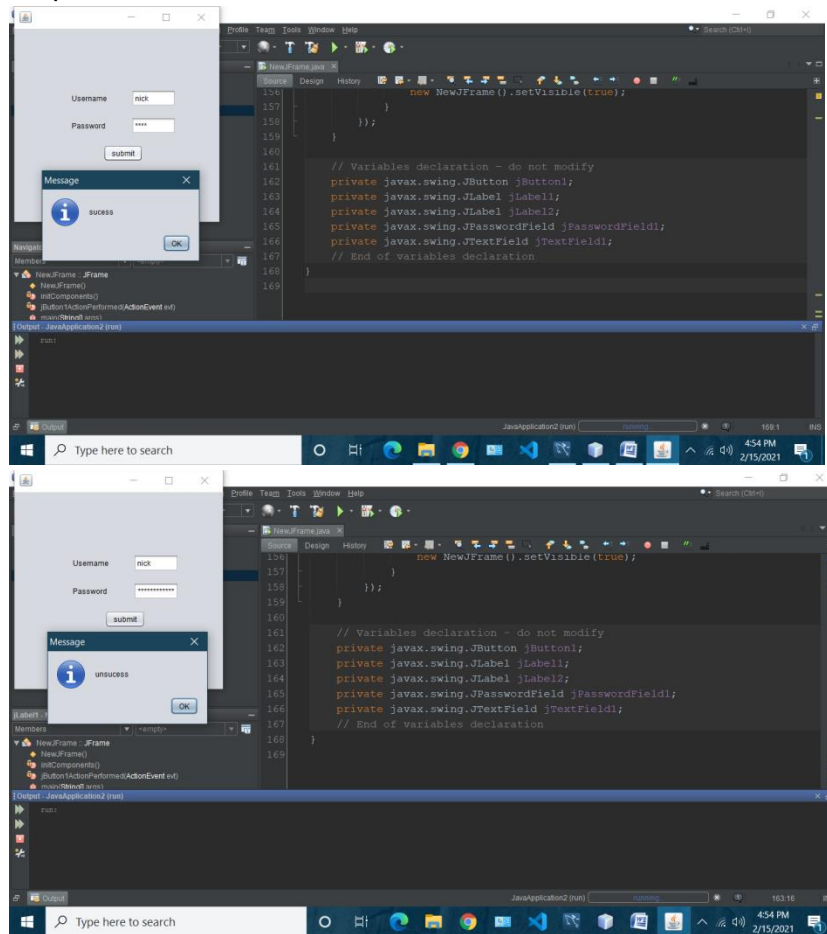 Profile Team Tools Window Help
Search (Ctrl+I)
NewJFrame.java ×
Source Design History
Username nick
Password ****
submit
Message
sucess
OK
156 new NewJFrame().setVisible(true);
157 }
158 });
159 }
160
161 // Variables declaration - do not modify
162 private javax.swing.JButton jButton1;
163 private javax.swing.JLabel jLabel1;
164 private javax.swing.JLabel jLabel2;
165 private javax.swing.JPasswordField jPasswordField1;
166 private javax.swing.JTextField jTextField1;
167 // End of variables declaration
168 }
169
Members <empty>
NewJFrame :: JFrame
NewJFrame()
initComponents()
jButton1ActionPerformed(ActionEvent evt)
main(String[] args)
Output - JavaApplication2 (run)
run:
Output
JavaApplication2 (run) running... 169:1 INS
Type here to search
4:54 PM
2/15/2021
Profile Team Tools Window Help
Search (Ctrl+I)
NewJFrame.java ×
Source Design History
Username nick
Password ************
submit
Message
unsucess
OK
156 new NewJFrame().setVisible(true);
157 }
158 });
159 }
160
161 // Variables declaration - do not modify
162 private javax.swing.JButton jButton1;
163 private javax.swing.JLabel jLabel1;
164 private javax.swing.JLabel jLabel2;
165 private javax.swing.JPasswordField jPasswordField1;
166 private javax.swing.JTextField jTextField1;
167 // End of variables declaration
168 }
169
Members <empty>
NewJFrame :: JFrame
NewJFrame()
initComponents()
jButton1ActionPerformed(ActionEvent evt)
main(String[] args)
Output - JavaApplication2 (run)
run:
Output
JavaApplication2 (run) running... 163:16
Type here to search
4:54 PM
2/15/2021